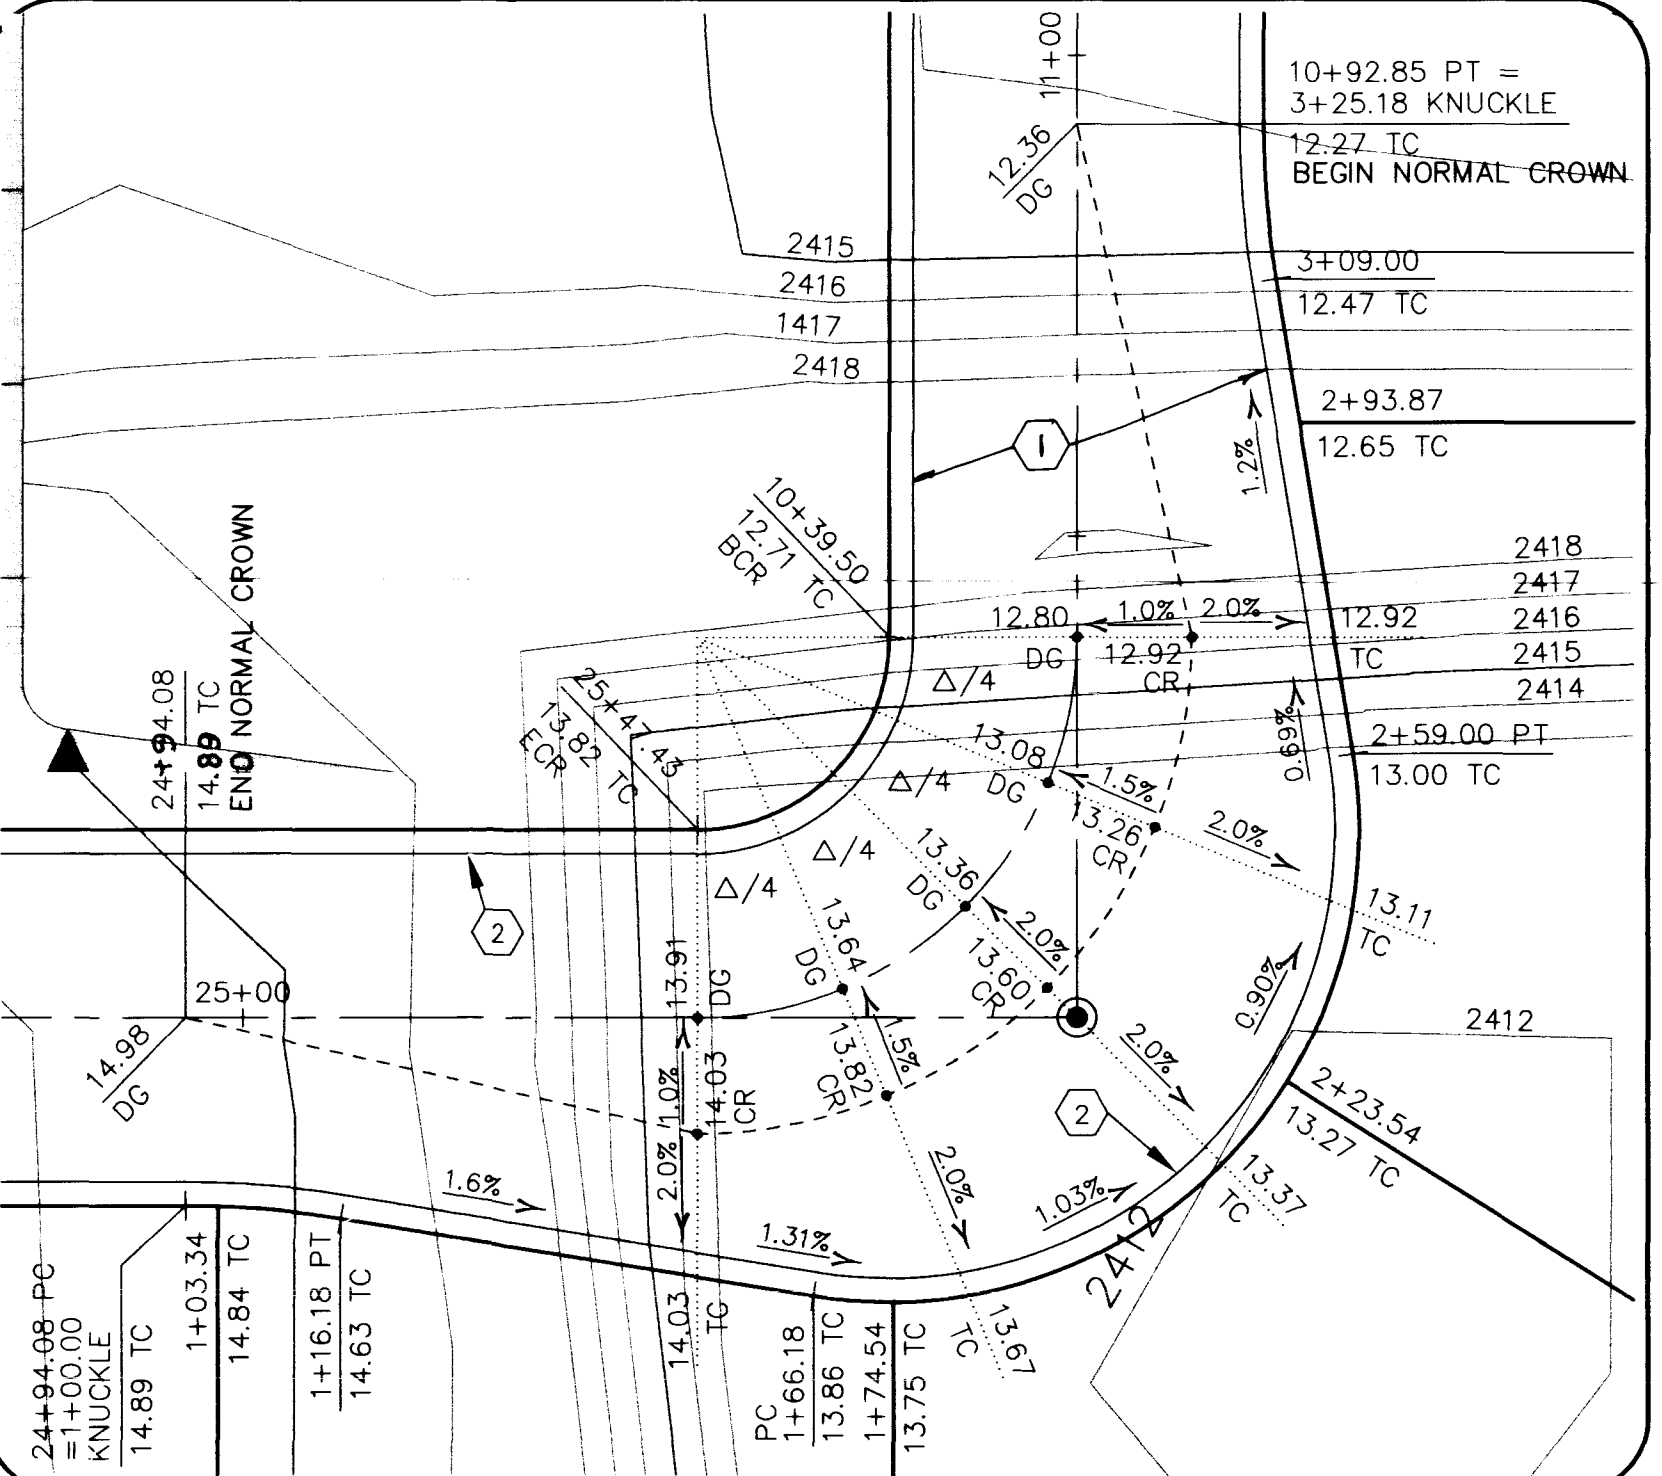 11+00
10+92.85 PT =
3+25.18 KNUCKLE
12.27 TC
BEGIN NORMAL CROWN
12.36
DG
2415
2416
1417
2418
3+09.00
12.47 TC
2+93.87
12.65 TC
1
1.2%
10+39.50
12.71 TC
BCR
2418
2417
2416
2415
2414
12.80
DG
1.0%
2.0%
12.92
CR
12.92
TC
24+94.08
14.89 TC
END NORMAL CROWN
25+47.43
13.82 TC
ECR
△/4
△/4
△/4
△/4
13.08
DG
1.5%
13.26
CR
2.0%
13.11
TC
0.69%
2+59.00 PT
13.00 TC
2
13.36
DG
2.0%
13.60
CR
2.0%
13.37
TC
13.64
DG
1.5%
13.82
CR
2.0%
13.67
TC
13.91
DG
1.0%
14.03
CR
2.0%
14.03
TC
25+00
14.98
DG
0.90%
2412
2
2+23.54
13.27 TC
1.6%
1.31%
1.03%
2412
24+94.08 PC
=1+00.00
KNUCKLE
14.89 TC
1+03.34
14.84 TC
1+16.18 PT
14.63 TC
PC
1+66.18
13.86 TC
1+74.54
13.75 TC